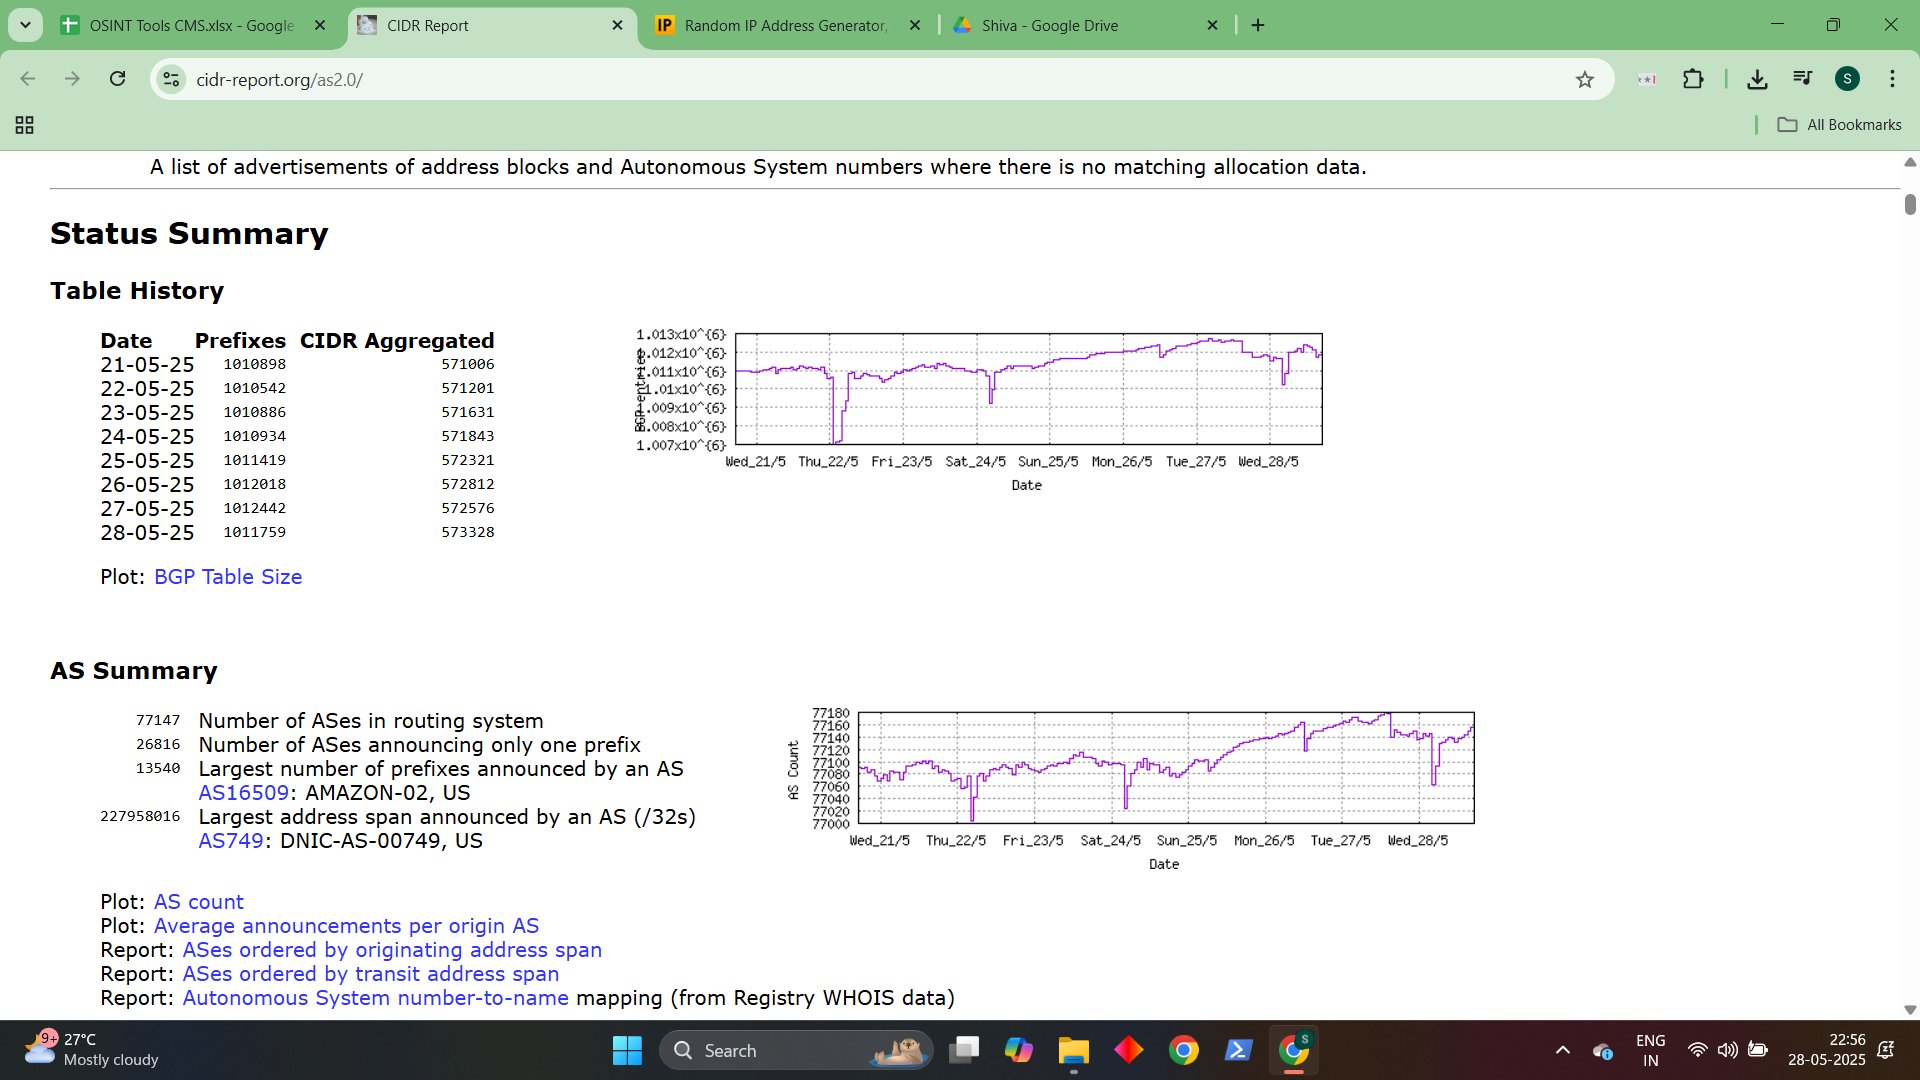 OSINT Tools CMS.xlsx - Google
CIDR Report
IP
Random IP Address Generator,
Shiva - Google Drive
cidr-report.org/as2.0/
S
All Bookmarks
A list of advertisements of address blocks and Autonomous System numbers where there is no matching allocation data.
Status Summary
Table History
Date Prefixes CIDR Aggregated
21-05-25 1010898 571006
22-05-25 1010542 571201
23-05-25 1010886 571631
24-05-25 1010934 571843
25-05-25 1011419 572321
26-05-25 1012018 572812
27-05-25 1012442 572576
28-05-25 1011759 573328
1.013x10^{6}
1.012x10^{6}
1.011x10^{6}
1.01x10^{6}
1.009x10^{6}
1.008x10^{6}
1.007x10^{6}
BGP entries
Wed_21/5 Thu_22/5 Fri_23/5 Sat_24/5 Sun_25/5 Mon_26/5 Tue_27/5 Wed_28/5
Date
Plot: BGP Table Size
AS Summary
77147 Number of ASes in routing system
26816 Number of ASes announcing only one prefix
13540 Largest number of prefixes announced by an AS
AS16509: AMAZON-02, US
227958016 Largest address span announced by an AS (/32s)
AS749: DNIC-AS-00749, US
77180
77160
77140
77120
77100
77080
77060
77040
77020
77000
AS Count
Wed_21/5 Thu_22/5 Fri_23/5 Sat_24/5 Sun_25/5 Mon_26/5 Tue_27/5 Wed_28/5
Date
Plot: AS count
Plot: Average announcements per origin AS
Report: ASes ordered by originating address span
Report: ASes ordered by transit address span
Report: Autonomous System number-to-name mapping (from Registry WHOIS data)
9+
27°C
Mostly cloudy
Search
S
ENG
IN
22:56
28-05-2025